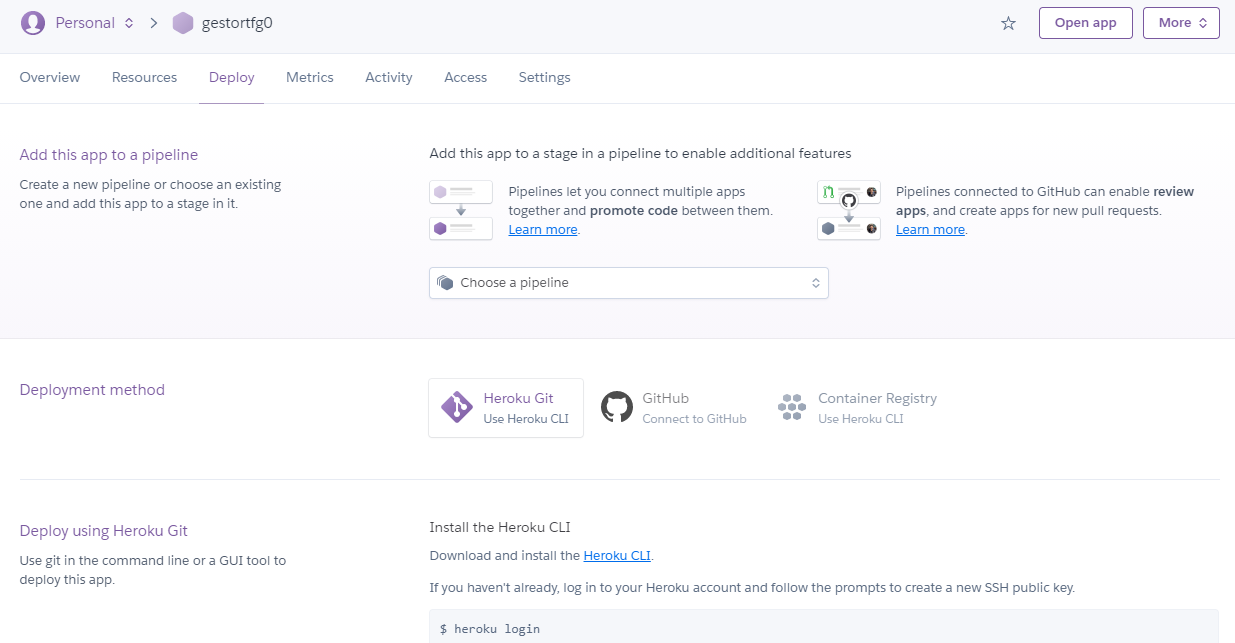 Personal
gestortfg0
Open app
More
Overview
Resources
Deploy
Metrics
Activity
Access
Settings
Add this app to a pipeline
Create a new pipeline or choose an existing
one and add this app to a stage in it.
Add this app to a stage in a pipeline to enable additional features
Pipelines let you connect multiple apps
together and promote code between them.
Learn more.
Pipelines connected to GitHub can enable review
apps, and create apps for new pull requests.
Learn more.
Choose a pipeline
Deployment method
Heroku Git
Use Heroku CLI
GitHub
Connect to GitHub
Container Registry
Use Heroku CLI
Deploy using Heroku Git
Use git in the command line or a GUI tool to
deploy this app.
Install the Heroku CLI
Download and install the Heroku CLI.
If you haven't already, log in to your Heroku account and follow the prompts to create a new SSH public key.
$ heroku login